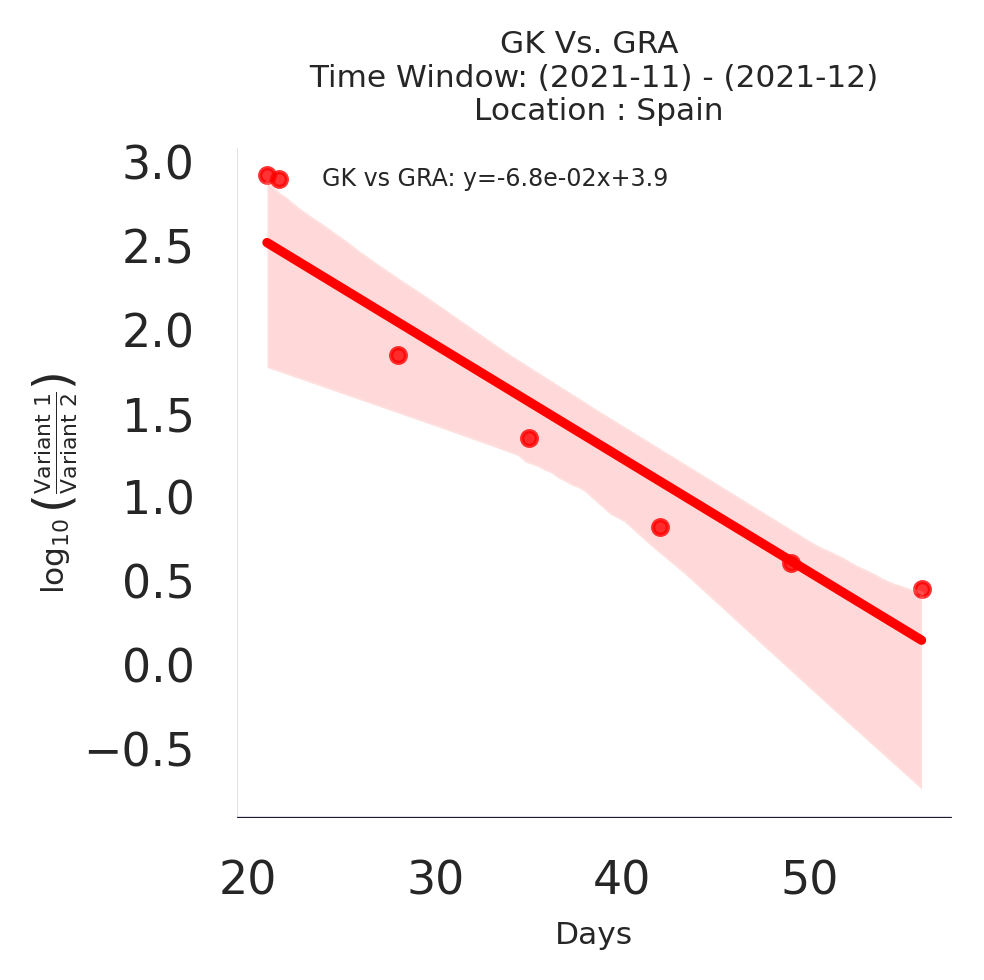 GK Vs. GRA
Time Window: (2021-11) - (2021-12)
Location : Spain
GK vs GRA: y=-6.8e-02x+3.9
3.0
2.5
2.0
1.5
1.0
0.5
0.0
−0.5
log₁₀(Variant 1/Variant 2)
20 30 40 50
Days